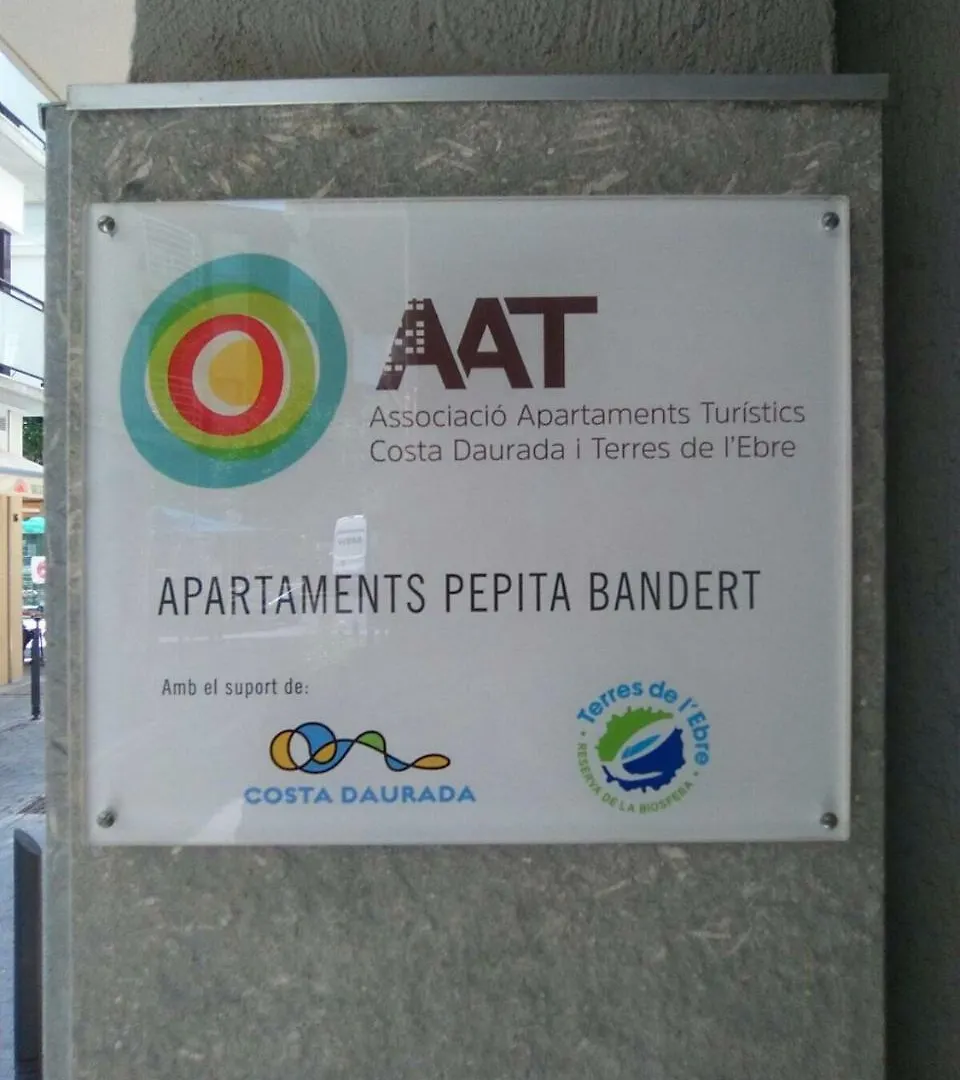 AAT
Associació Apartaments Turístics
Costa Daurada i Terres de l'Ebre
APARTAMENTS PEPITA BANDERT
Amb el suport de:
COSTA DAURADA
Terres de l'Ebre
• RESERVA DE LA BIOSFERA •